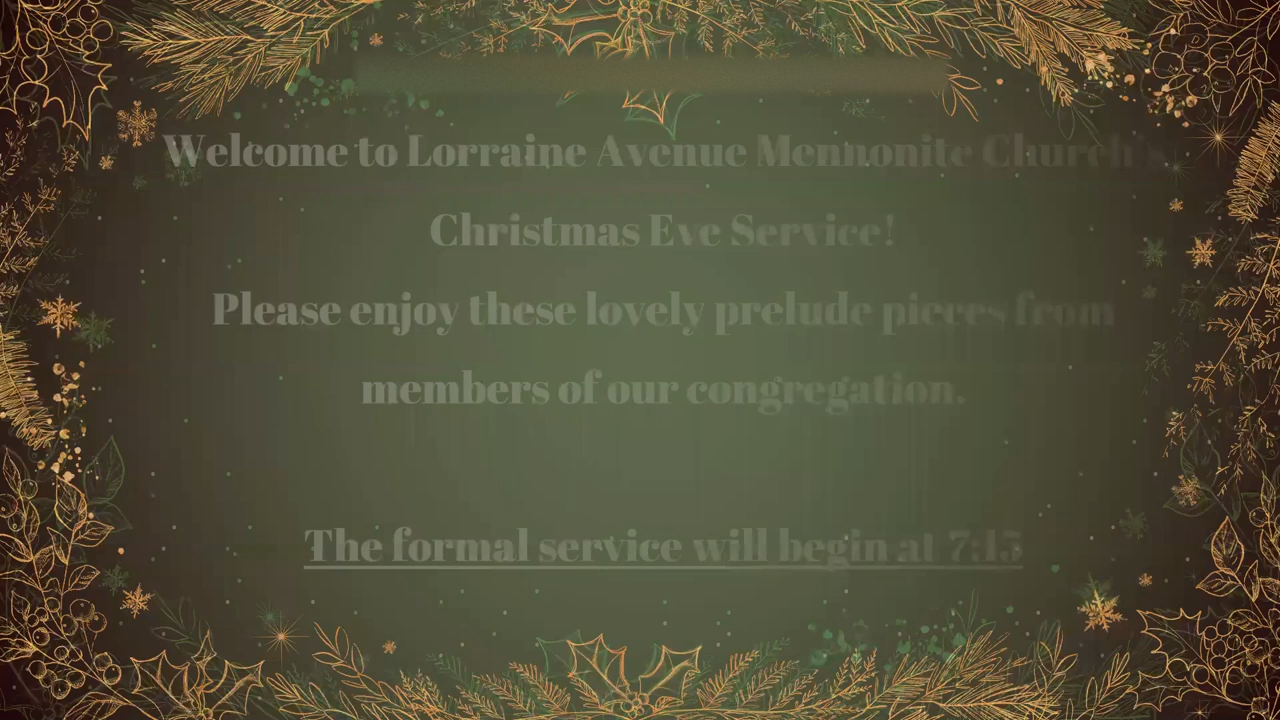 Welcome to Lorraine Avenue Mennonite Church's
Christmas Eve Service!
Please enjoy these lovely prelude pieces from
members of our congregation.
The formal service will begin at 7:15